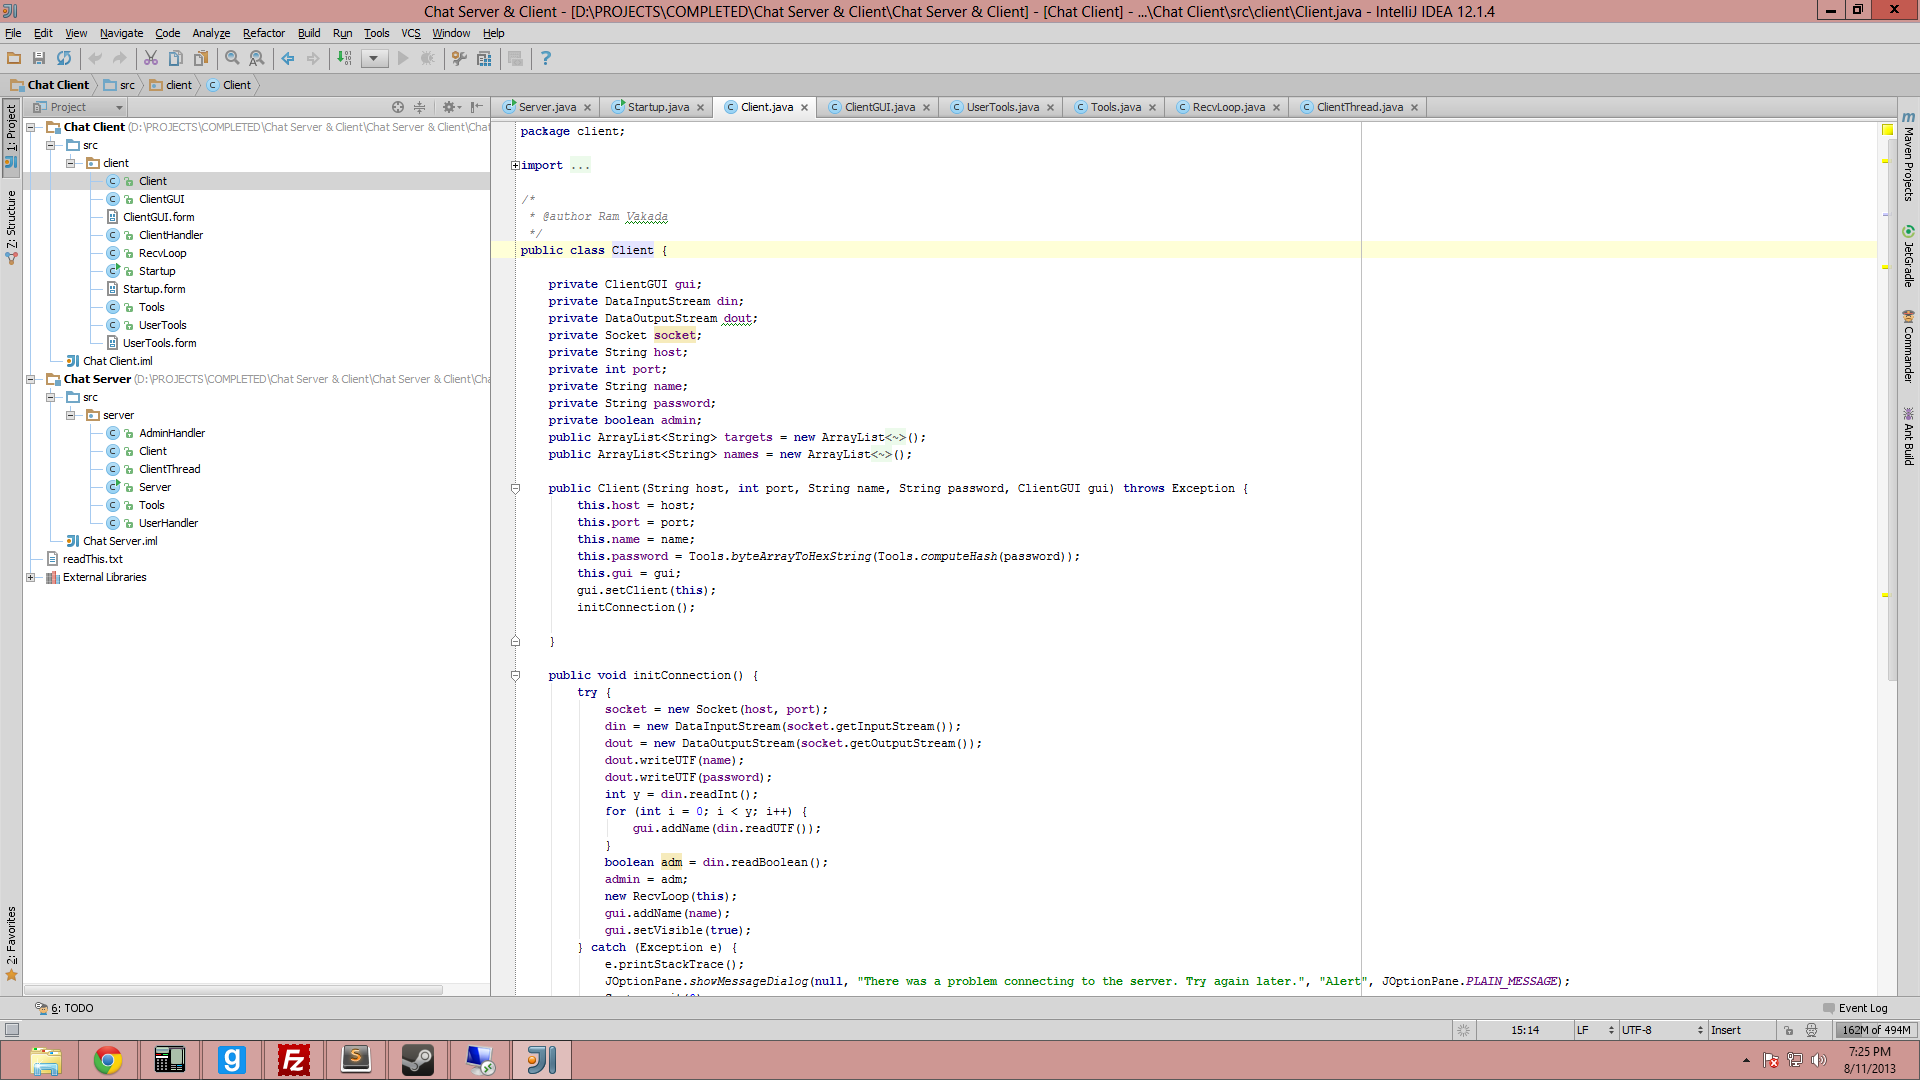 Chat Server & Client - [D:\PROJECTS\COMPLETED\Chat Server & Client\Chat Server & Client] - [Chat Client] - ...\Chat Client\src\client\Client.java - IntelliJ IDEA 12.1.4
File Edit View Navigate Code Analyze Refactor Build Run Tools VCS Window Help
Chat Client src client Client
Project
Server.java Startup.java Client.java ClientGUI.java UserTools.java Tools.java RecvLoop.java ClientThread.java
1: Project
Z: Structure
2: Favorites
Chat Client (D:\PROJECTS\COMPLETED\Chat Server & Client\Chat Server & Client\Chat
src
client
Client
ClientGUI
ClientGUI.form
ClientHandler
RecvLoop
Startup
Startup.form
Tools
UserTools
UserTools.form
Chat Client.iml
Chat Server (D:\PROJECTS\COMPLETED\Chat Server & Client\Chat Server & Client\Cha
src
server
AdminHandler
Client
ClientThread
Server
Tools
UserHandler
Chat Server.iml
readThis.txt
External Libraries
package client;
import ...
/*
* @author Ram Vakada
*/
public class Client {
private ClientGUI gui;
private DataInputStream din;
private DataOutputStream dout;
private Socket socket;
private String host;
private int port;
private String name;
private String password;
private boolean admin;
public ArrayList<String> targets = new ArrayList<~>();
public ArrayList<String> names = new ArrayList<~>();
public Client(String host, int port, String name, String password, ClientGUI gui) throws Exception {
this.host = host;
this.port = port;
this.name = name;
this.password = Tools.byteArrayToHexString(Tools.computeHash(password));
this.gui = gui;
gui.setClient(this);
initConnection();
}
public void initConnection() {
try {
socket = new Socket(host, port);
din = new DataInputStream(socket.getInputStream());
dout = new DataOutputStream(socket.getOutputStream());
dout.writeUTF(name);
dout.writeUTF(password);
int y = din.readInt();
for (int i = 0; i < y; i++) {
gui.addName(din.readUTF());
}
boolean adm = din.readBoolean();
admin = adm;
new RecvLoop(this);
gui.addName(name);
gui.setVisible(true);
} catch (Exception e) {
e.printStackTrace();
JOptionPane.showMessageDialog(null, "There was a problem connecting to the server. Try again later.", "Alert", JOptionPane.PLAIN_MESSAGE);
Maven Projects
JetGradle
Commander
Ant Build
6: TODO
Event Log
15:14 LF UTF-8 Insert 162M of 494M
7:25 PM
8/11/2013